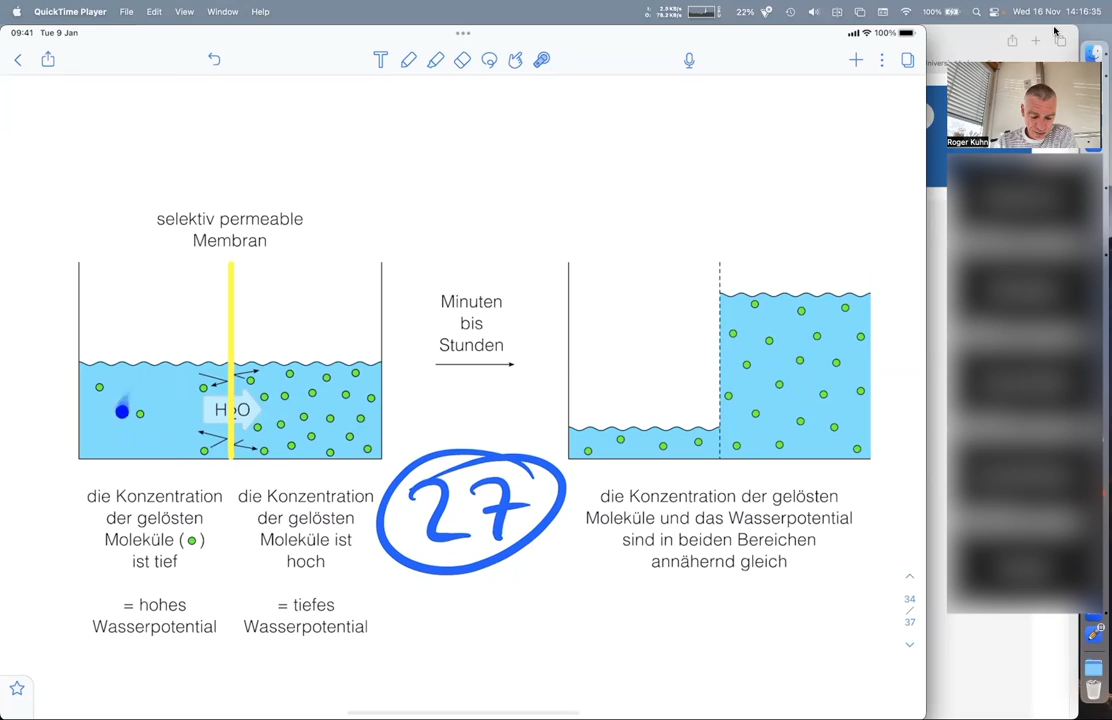 QuickTime Player File Edit View Window Help
22%
100%
Wed 16 Nov 14:16:35
09:41 Tue 9 Jan
100%
T
Roger Kuhn
selektiv permeable
Membran
Minuten
bis
Stunden
H2O
27
die Konzentration
der gelösten
Moleküle ( )
ist tief
= hohes
Wasserpotential
die Konzentration
der gelösten
Moleküle ist
hoch
= tiefes
Wasserpotential
die Konzentration der gelösten
Moleküle und das Wasserpotential
sind in beiden Bereichen
annähernd gleich
34
/
37